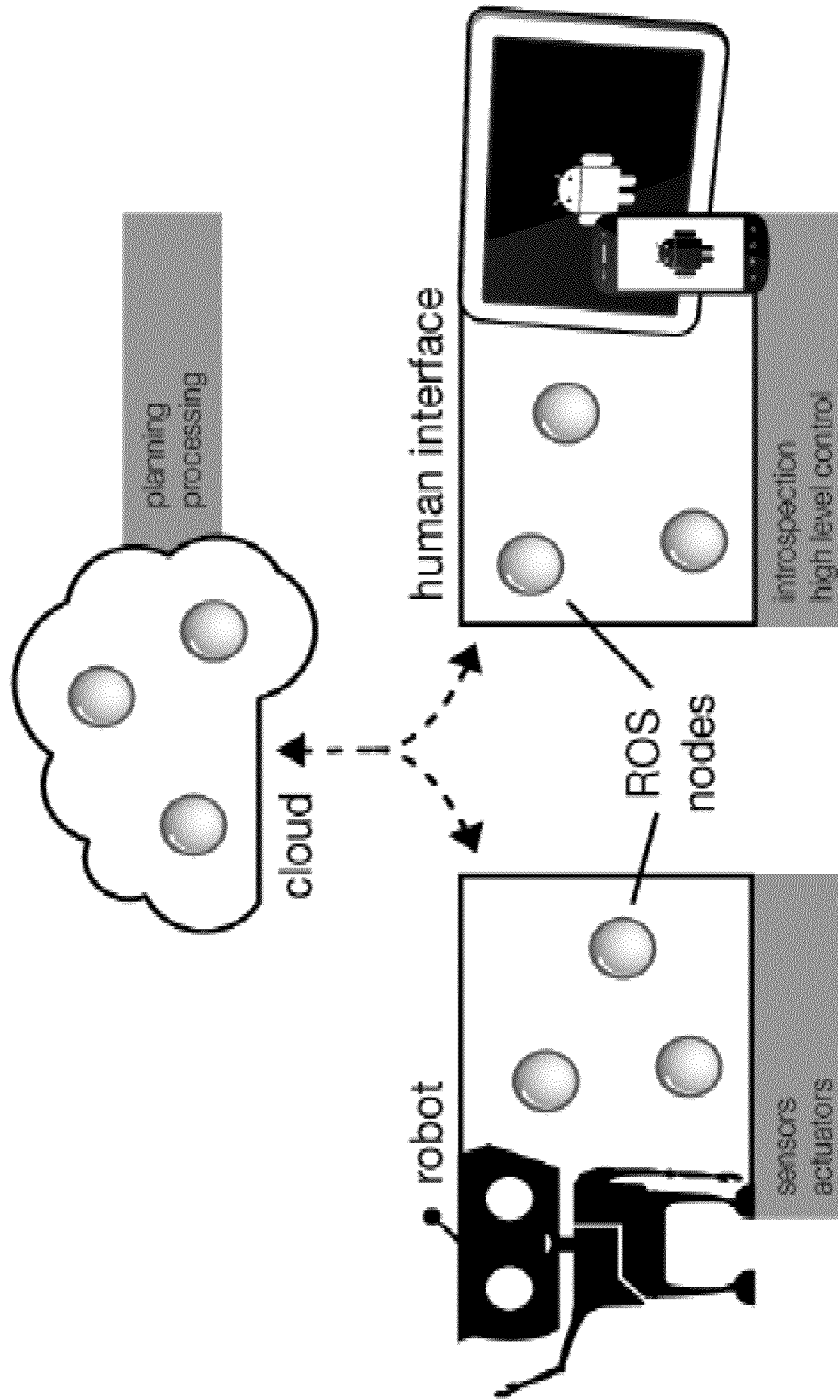 planning
processing
cloud
robot
human interface
ROS
nodes
sensors
actuators
introspection
high level control